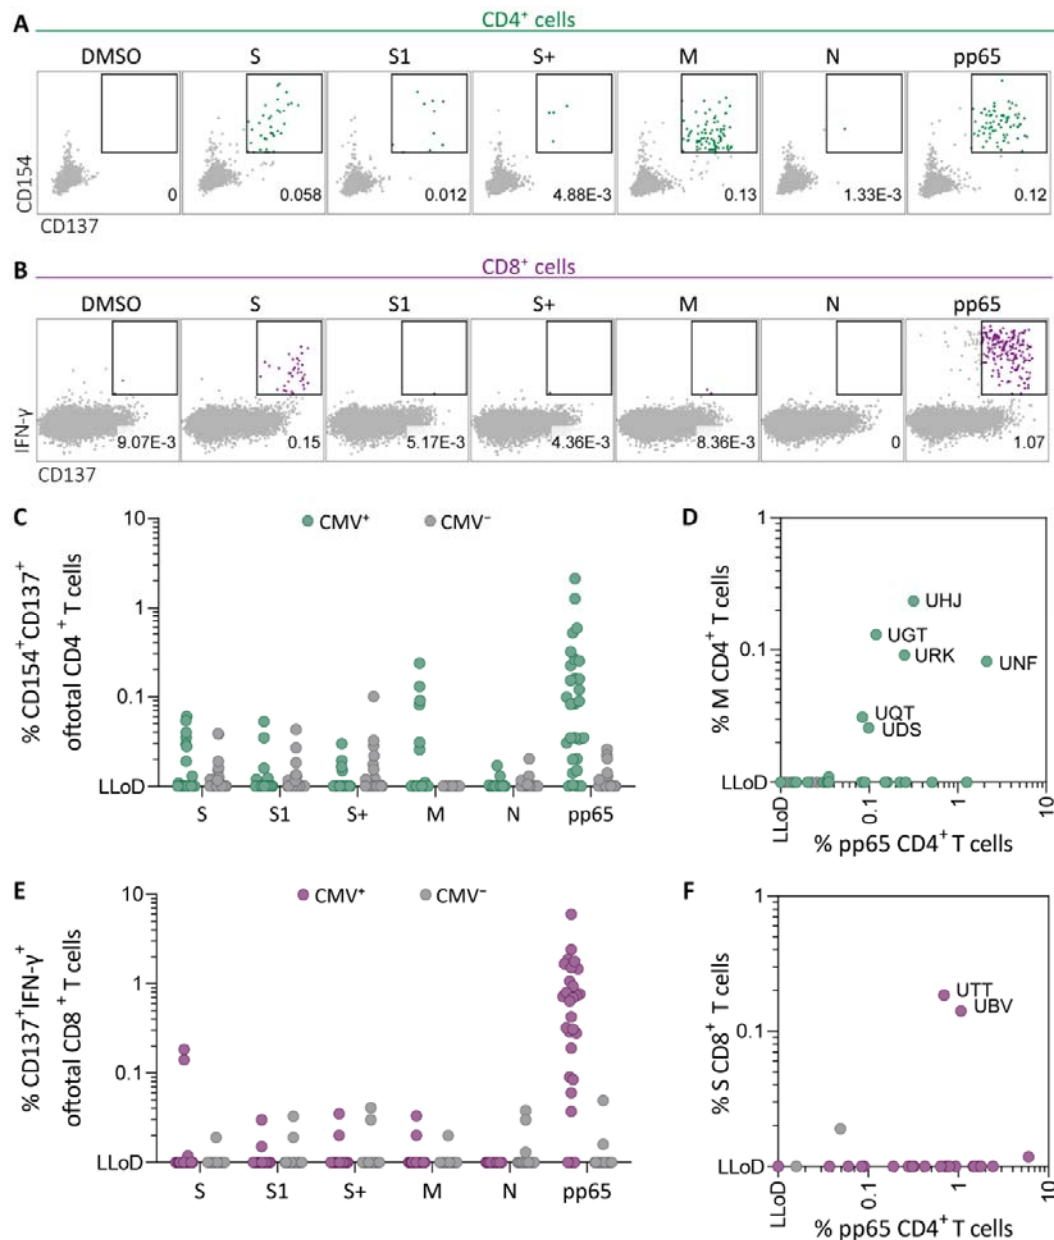 A
CD4⁺ cells
DMSO S S1 S+ M N pp65
CD154
0 0.058 0.012 4.88E-3 0.13 1.33E-3 0.12
CD137
B
CD8⁺ cells
DMSO S S1 S+ M N pp65
IFN-γ
9.07E-3 0.15 5.17E-3 4.36E-3 8.36E-3 0 1.07
CD137
C
CMV⁺ CMV⁻
% CD154⁺CD137⁺
oftotal CD4⁺ T cells
10
1
0.1
LLoD
S S1 S+ M N pp65
D
% M CD4⁺ T cells
1
0.1
LLoD
UHJ
UGT
URK
UNF
UQT
UDS
LLoD 0.1 1 10
% pp65 CD4⁺ T cells
E
CMV⁺ CMV⁻
% CD137⁺IFN-γ⁺
oftotal CD8⁺ T cells
10
1
0.1
LLoD
S S1 S+ M N pp65
F
% S CD8⁺ T cells
1
0.1
LLoD
UTT
UBV
LLoD 0.1 1 10
% pp65 CD4⁺ T cells